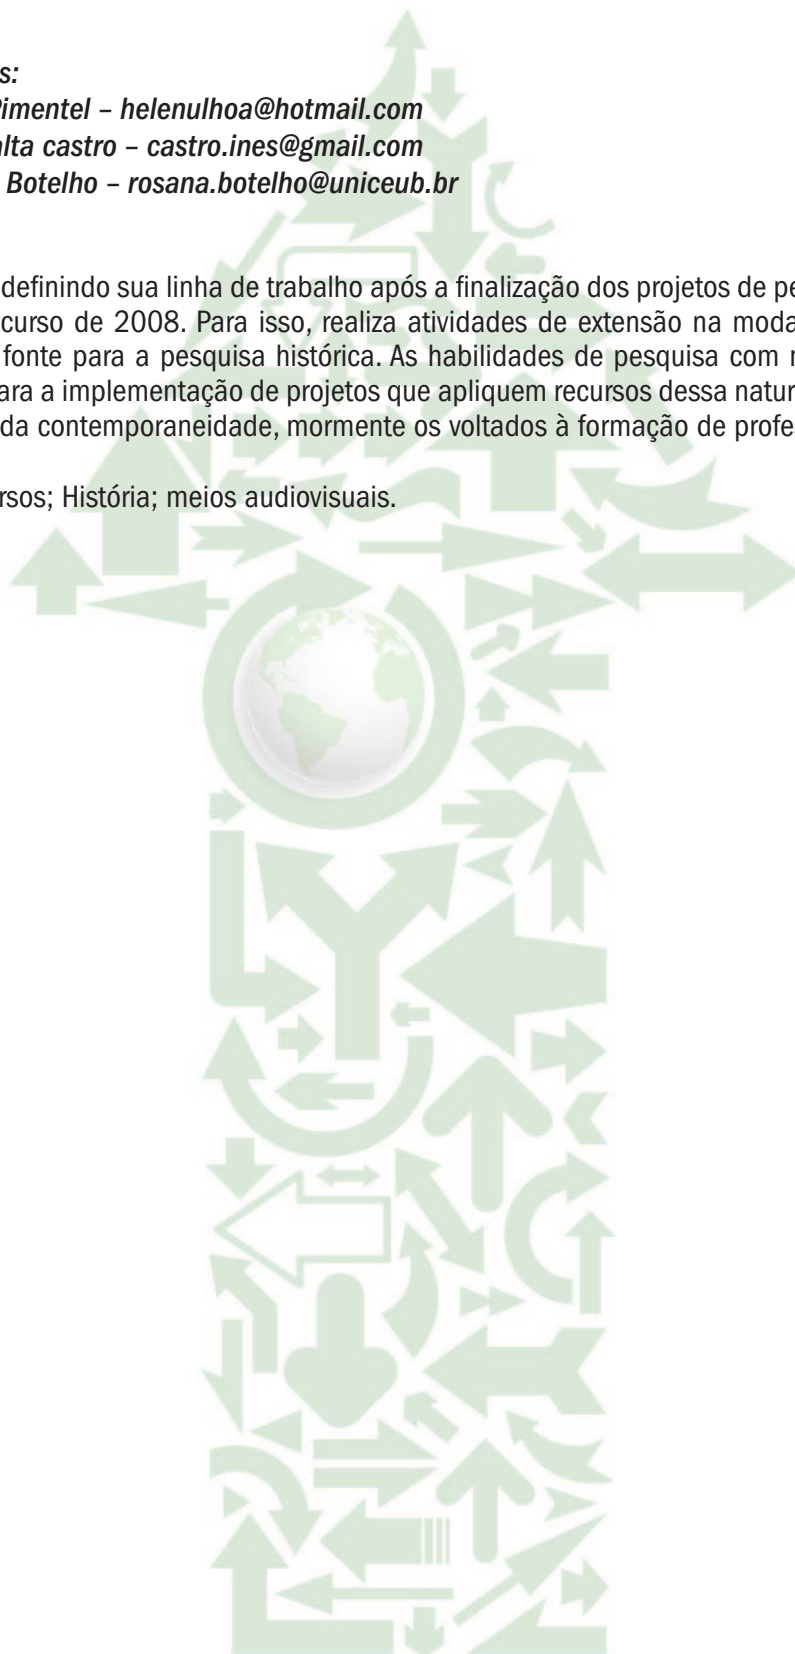 s:
imentel – helenulhoa@hotmail.com
lta castro – castro.ines@gmail.com
Botelho – rosana.botelho@uniceub.br
definindo sua linha de trabalho após a finalização dos projetos de pe
curso de 2008. Para isso, realiza atividades de extensão na moda
fonte para a pesquisa histórica. As habilidades de pesquisa com
ara a implementação de projetos que apliquem recursos dessa natur
da contemporaneidade, mormente os voltados à formação de profes
rsos; História; meios audiovisuais.